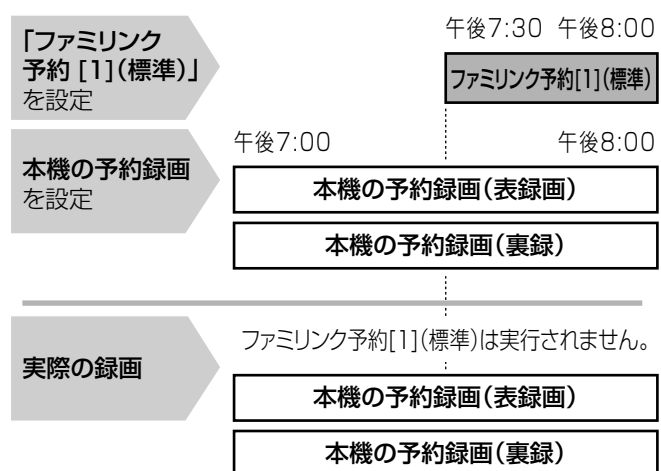 「ファミリンク
予約 [1](標準)」
を設定
午後7:30 午後8:00
ファミリンク予約[1](標準)
午後7:00 午後8:00
本機の予約録画
を設定
本機の予約録画(表録画)
本機の予約録画(裏録)
実際の録画
ファミリンク予約[1](標準)は実行されません。
本機の予約録画(表録画)
本機の予約録画(裏録)